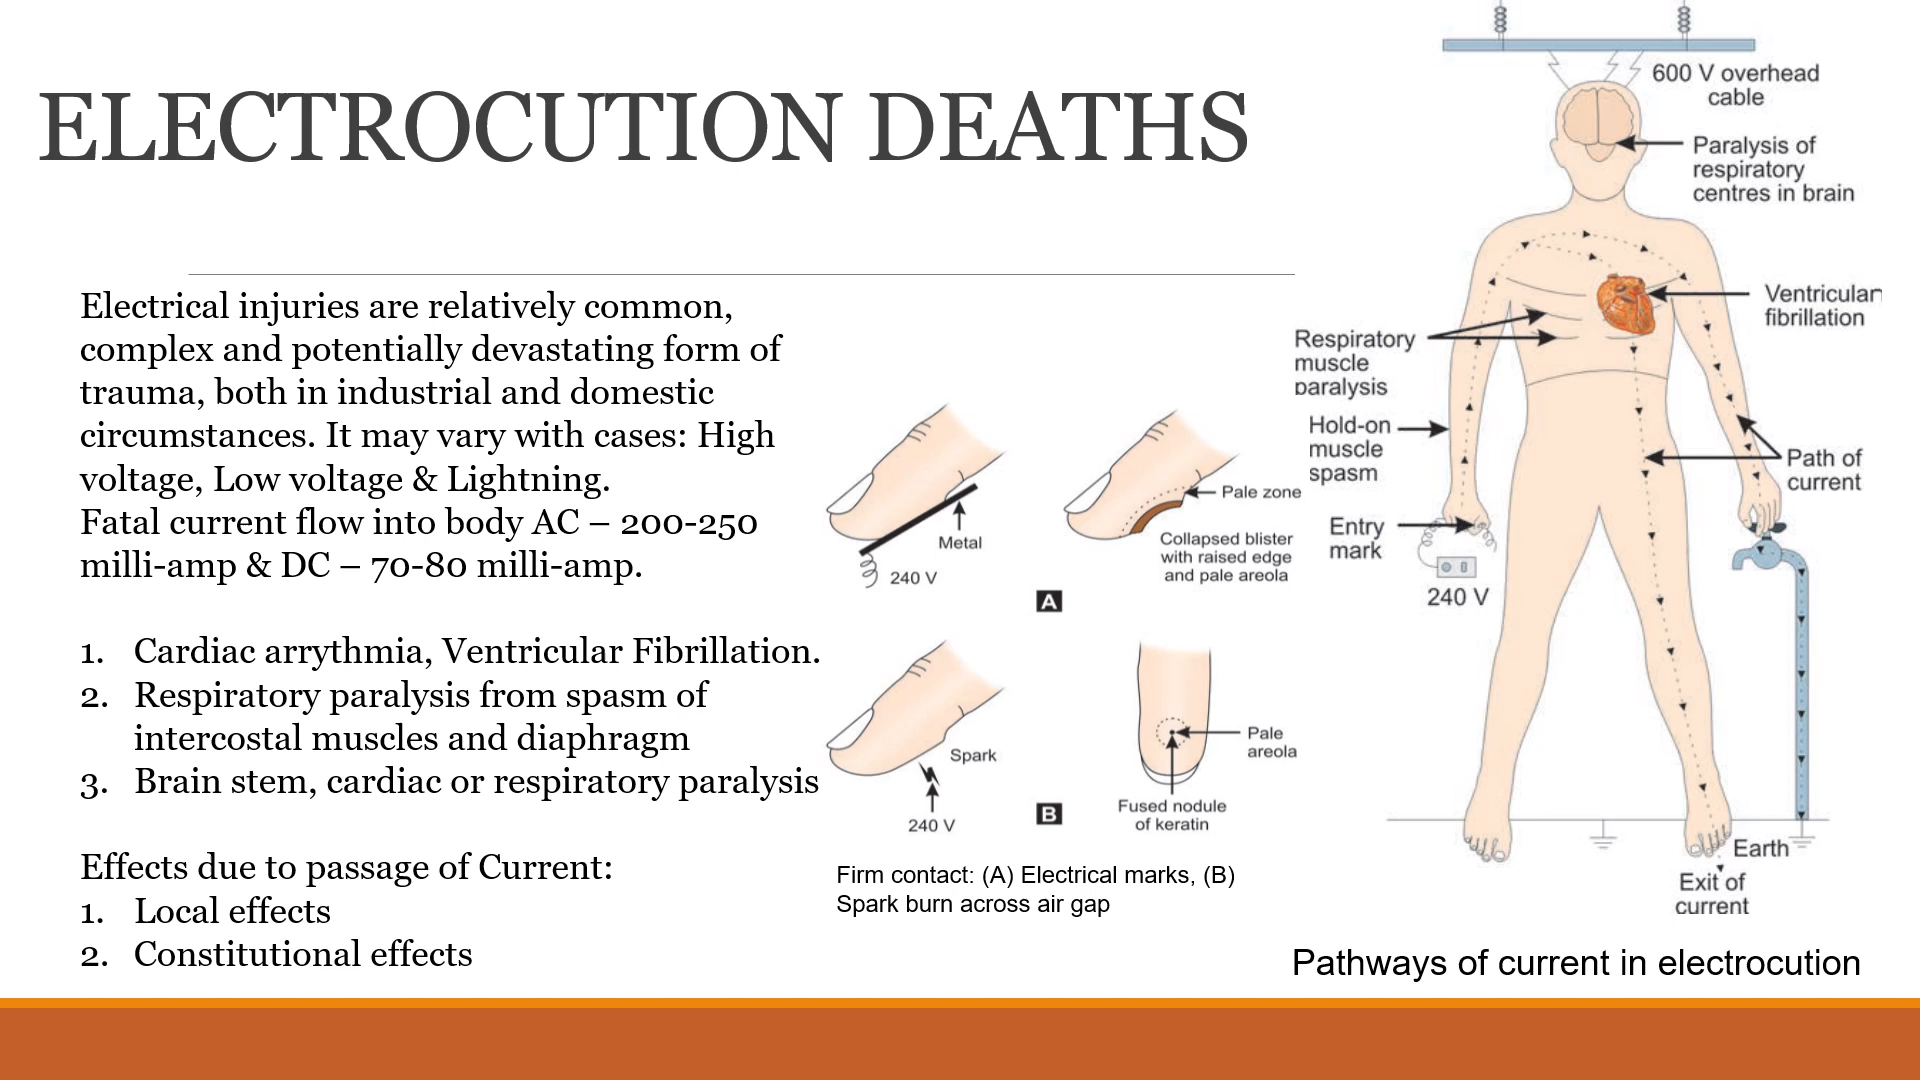 ELECTROCUTION DEATHS
Electrical injuries are relatively common,
complex and potentially devastating form of
trauma, both in industrial and domestic
circumstances. It may vary with cases: High
voltage, Low voltage & Lightning.
Fatal current flow into body AC – 200-250
milli-amp & DC – 70-80 milli-amp.
1. Cardiac arrythmia, Ventricular Fibrillation.
2. Respiratory paralysis from spasm of
intercostal muscles and diaphragm
3. Brain stem, cardiac or respiratory paralysis
Effects due to passage of Current:
1. Local effects
2. Constitutional effects
Metal
240 V
Pale zone
Collapsed blister
with raised edge
and pale areola
A
Spark
240 V
B
Pale
areola
Fused nodule
of keratin
Firm contact: (A) Electrical marks, (B)
Spark burn across air gap
600 V overhead
cable
Paralysis of
respiratory
centres in brain
Ventricular
fibrillation
Respiratory
muscle
paralysis
Hold-on
muscle
spasm
Path of
current
Entry
mark
240 V
Earth
Exit of
current
Pathways of current in electrocution